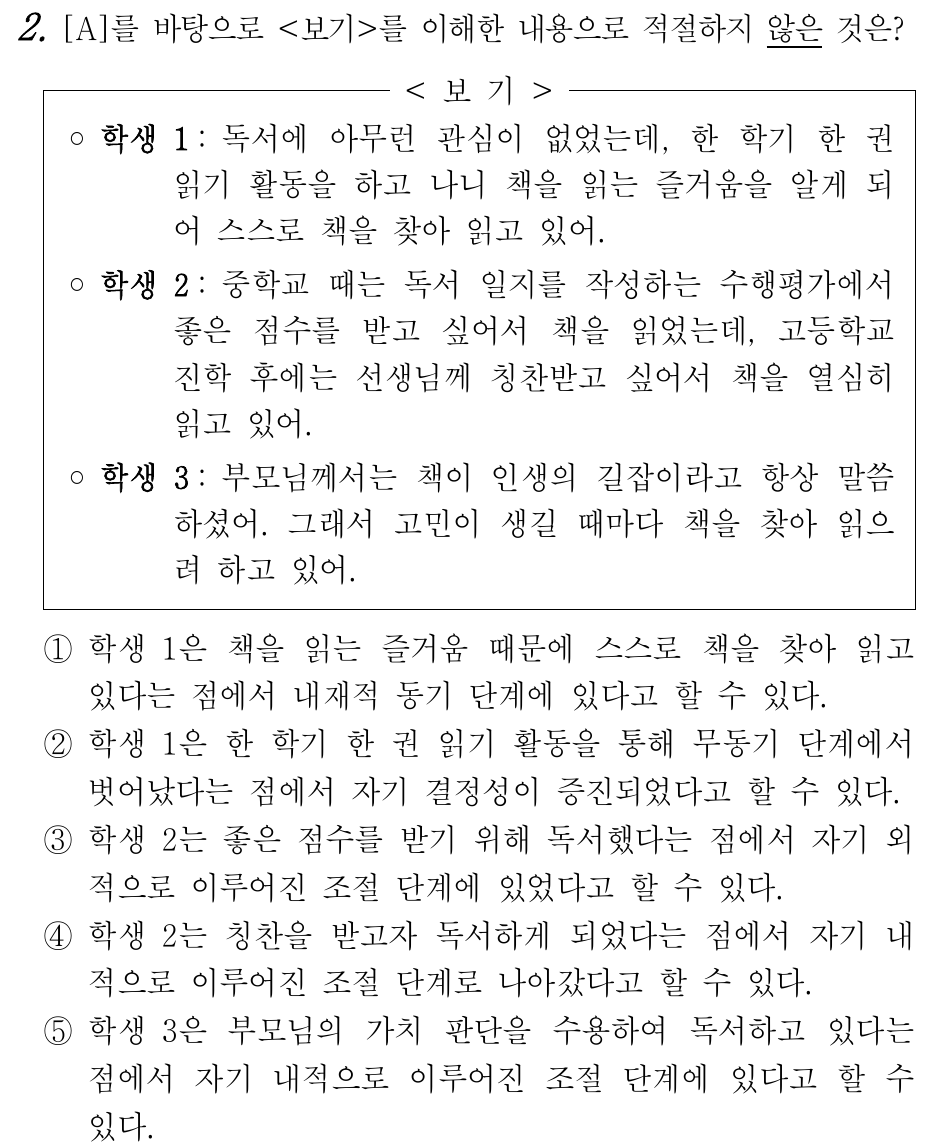 2. [A]를 바탕으로 <보기>를 이해한 내용으로 적절하지 않은 것은?
< 보 기 >
○ 학생 1: 독서에 아무런 관심이 없었는데, 한 학기 한 권
읽기 활동을 하고 나니 책을 읽는 즐거움을 알게 되
어 스스로 책을 찾아 읽고 있어.
○ 학생 2: 중학교 때는 독서 일지를 작성하는 수행평가에서
좋은 점수를 받고 싶어서 책을 읽었는데, 고등학교
진학 후에는 선생님께 칭찬받고 싶어서 책을 열심히
읽고 있어.
○ 학생 3: 부모님께서는 책이 인생의 길잡이라고 항상 말씀
하셨어. 그래서 고민이 생길 때마다 책을 찾아 읽으
려 하고 있어.
① 학생 1은 책을 읽는 즐거움 때문에 스스로 책을 찾아 읽고
있다는 점에서 내재적 동기 단계에 있다고 할 수 있다.
② 학생 1은 한 학기 한 권 읽기 활동을 통해 무동기 단계에서
벗어났다는 점에서 자기 결정성이 증진되었다고 할 수 있다.
③ 학생 2는 좋은 점수를 받기 위해 독서했다는 점에서 자기 외
적으로 이루어진 조절 단계에 있었다고 할 수 있다.
④ 학생 2는 칭찬을 받고자 독서하게 되었다는 점에서 자기 내
적으로 이루어진 조절 단계로 나아갔다고 할 수 있다.
⑤ 학생 3은 부모님의 가치 판단을 수용하여 독서하고 있다는
점에서 자기 내적으로 이루어진 조절 단계에 있다고 할 수
있다.